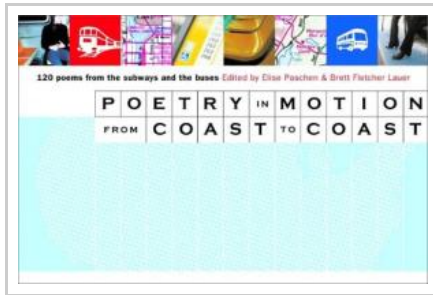 120 poems from the subways and the buses Edited by Elise Paschen & Brett Fletcher Lauer
POETRY IN MOTION
FROM COAST TO COAST